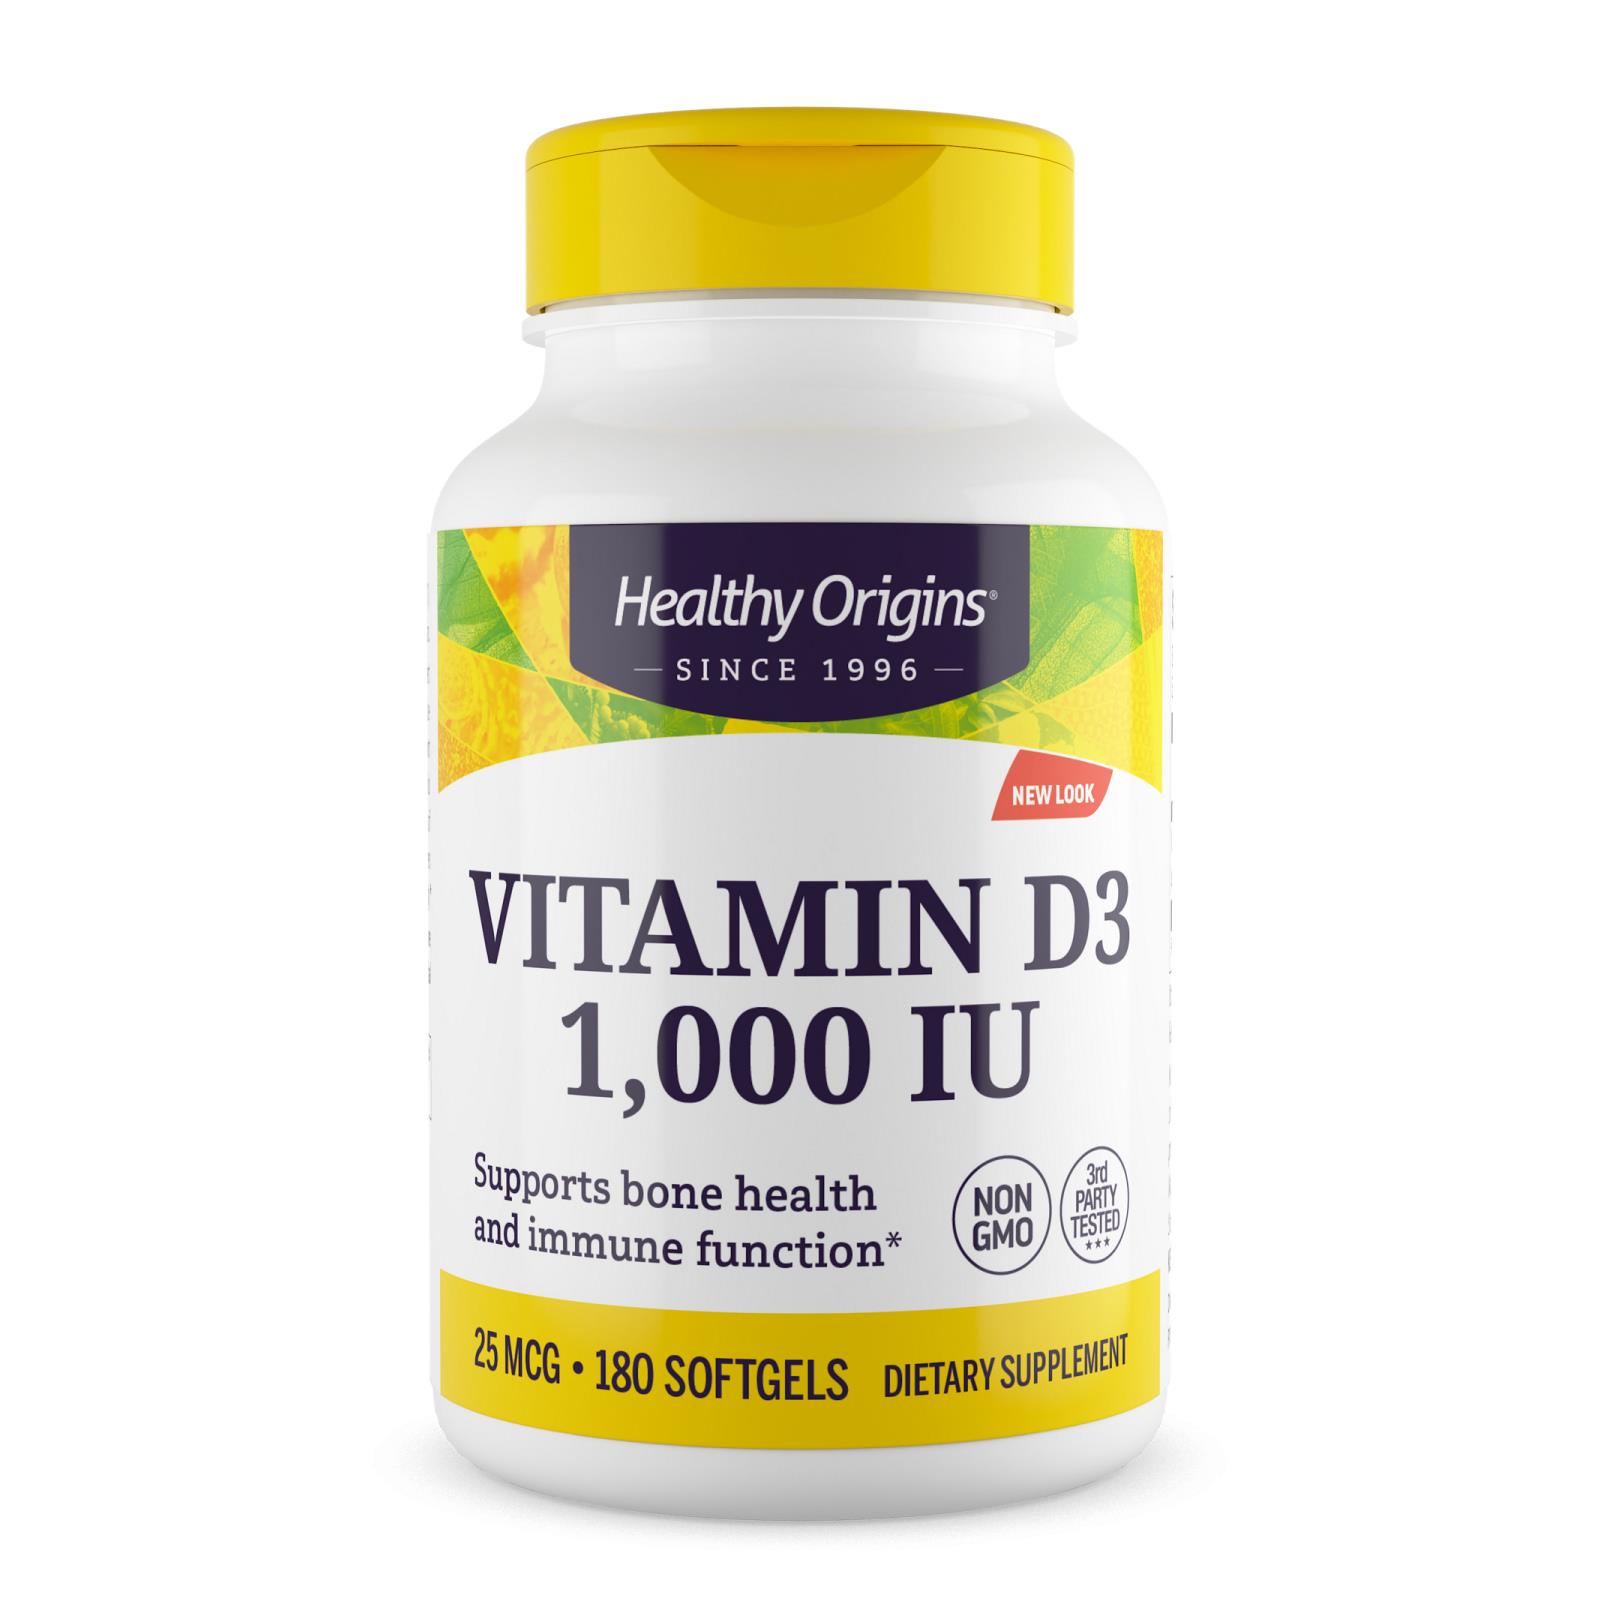 Healthy Origins®
SINCE 1996
NEW LOOK
VITAMIN D3
1,000 IU
Supports bone health
and immune function*
NON
GMO
3rd
PARTY
TESTED
25 MCG • 180 SOFTGELS DIETARY SUPPLEMENT